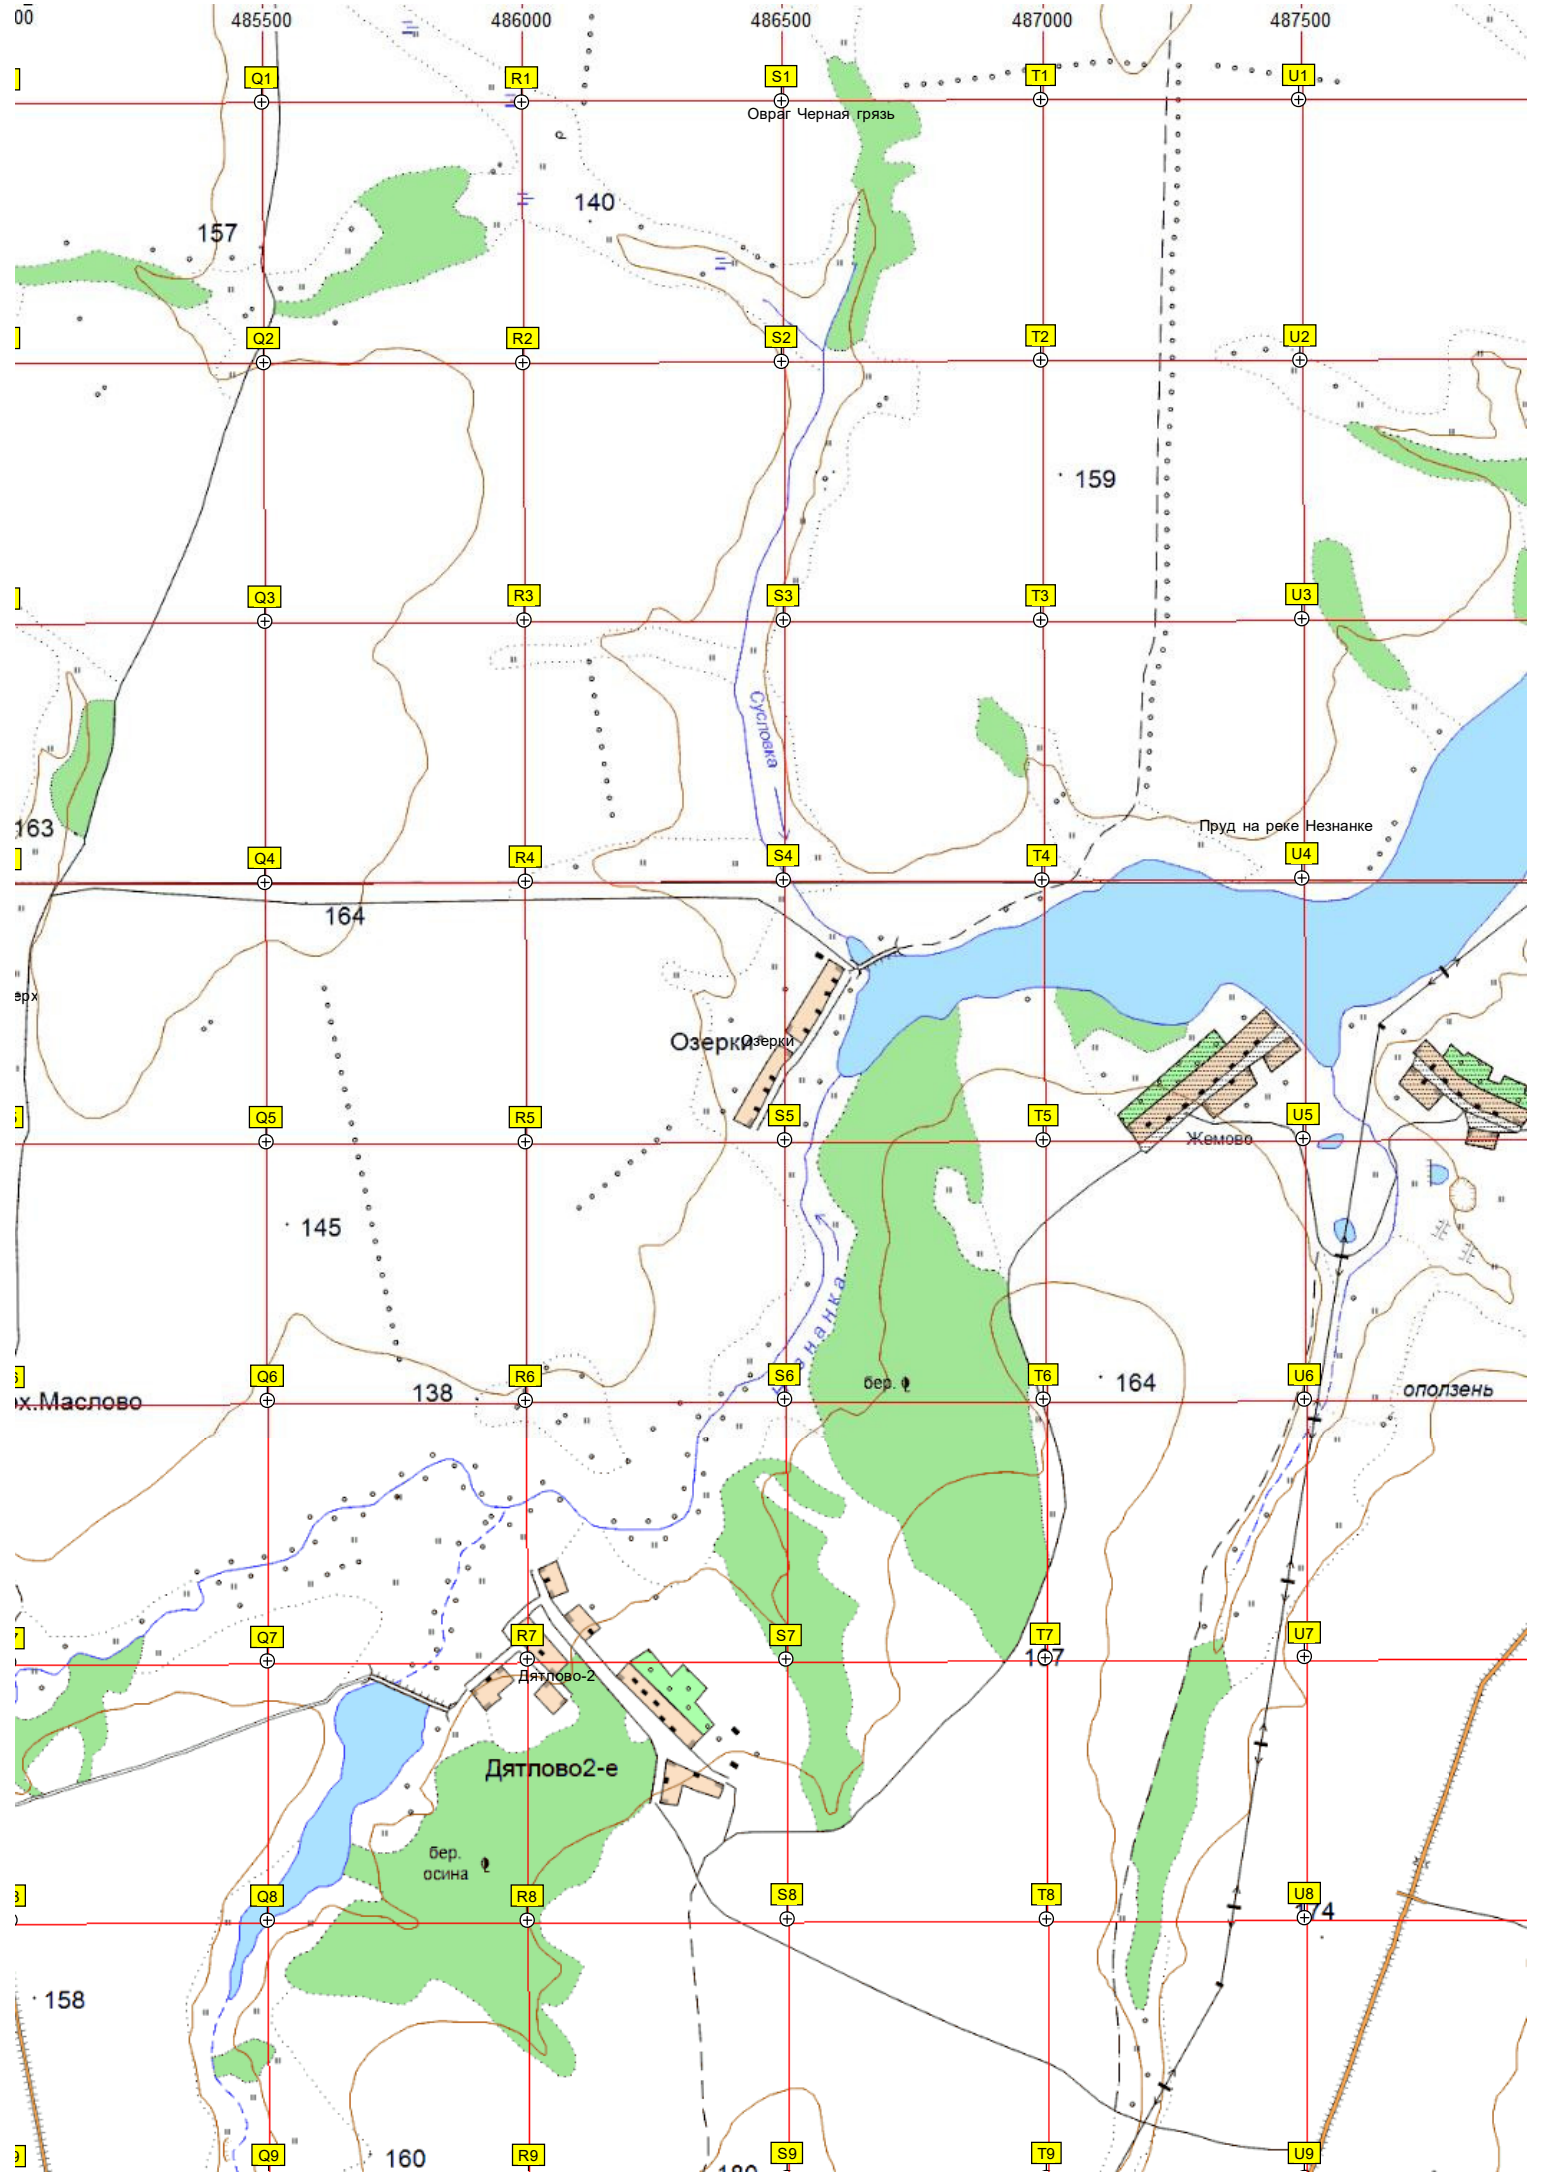 485500 486000 486500 487000 487500
Q1 R1 S1 T1 U1
Овраг Черная грязь
140
157
Q2 R2 S2 T2 U2
159
Q3 R3 S3 T3 U3
Сусловка
163
Пруд на реке Незнанке
Q4 R4 S4 T4 U4
164
Озерки
Озерки
Q5 R5 S5 T5 U5
Жемово
145
бер.
164
Q6 R6 S6 T6 U6
138
оползень
х.Маслово
Q7 R7 S7 T7 U7
Дятлово-2
Дятлово2-е
бер.
осина
Q8 R8 S8 T8 U8
174
158
Q9 R9 S9 T9 U9
160